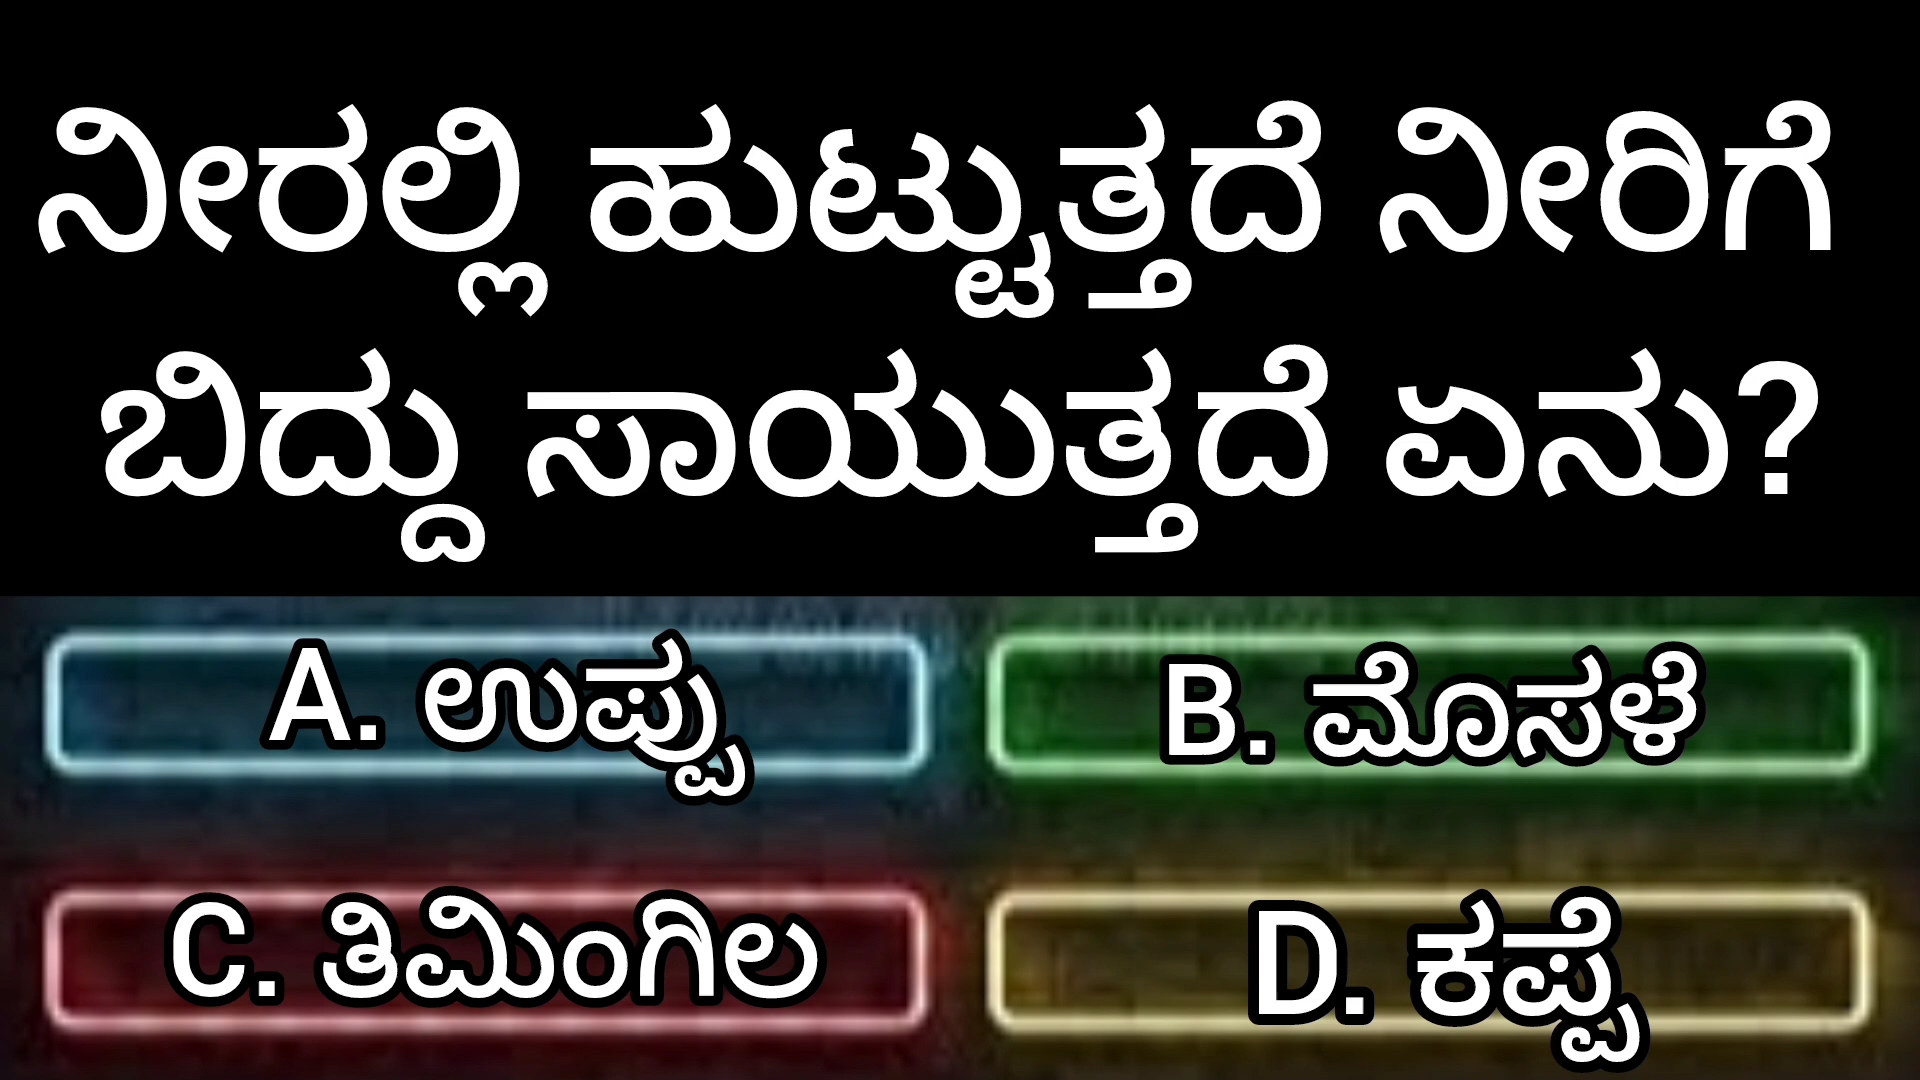 ನೀರಲ್ಲಿ ಹುಟ್ಟುತ್ತದೆ ನೀರಿಗೆ
ಬಿದ್ದು ಸಾಯುತ್ತದೆ ಏನು?
A. ಉಪ್ಪು
B. ಮೊಸಳೆ
C. ತಿಮಿಂಗಿಲ
D. ಕಪ್ಪೆ